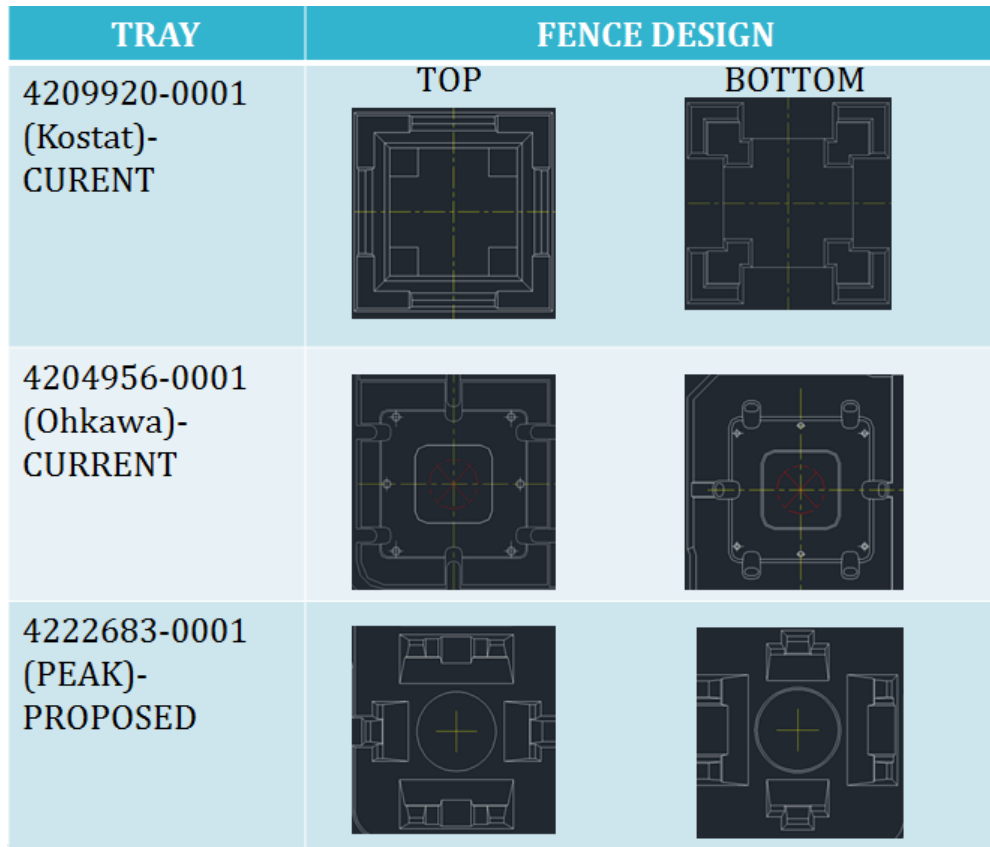 TRAY
FENCE DESIGN
TOP
BOTTOM
4209920-0001
(Kostat)-
CURENT
4204956-0001
(Ohkawa)-
CURRENT
4222683-0001
(PEAK)-
PROPOSED